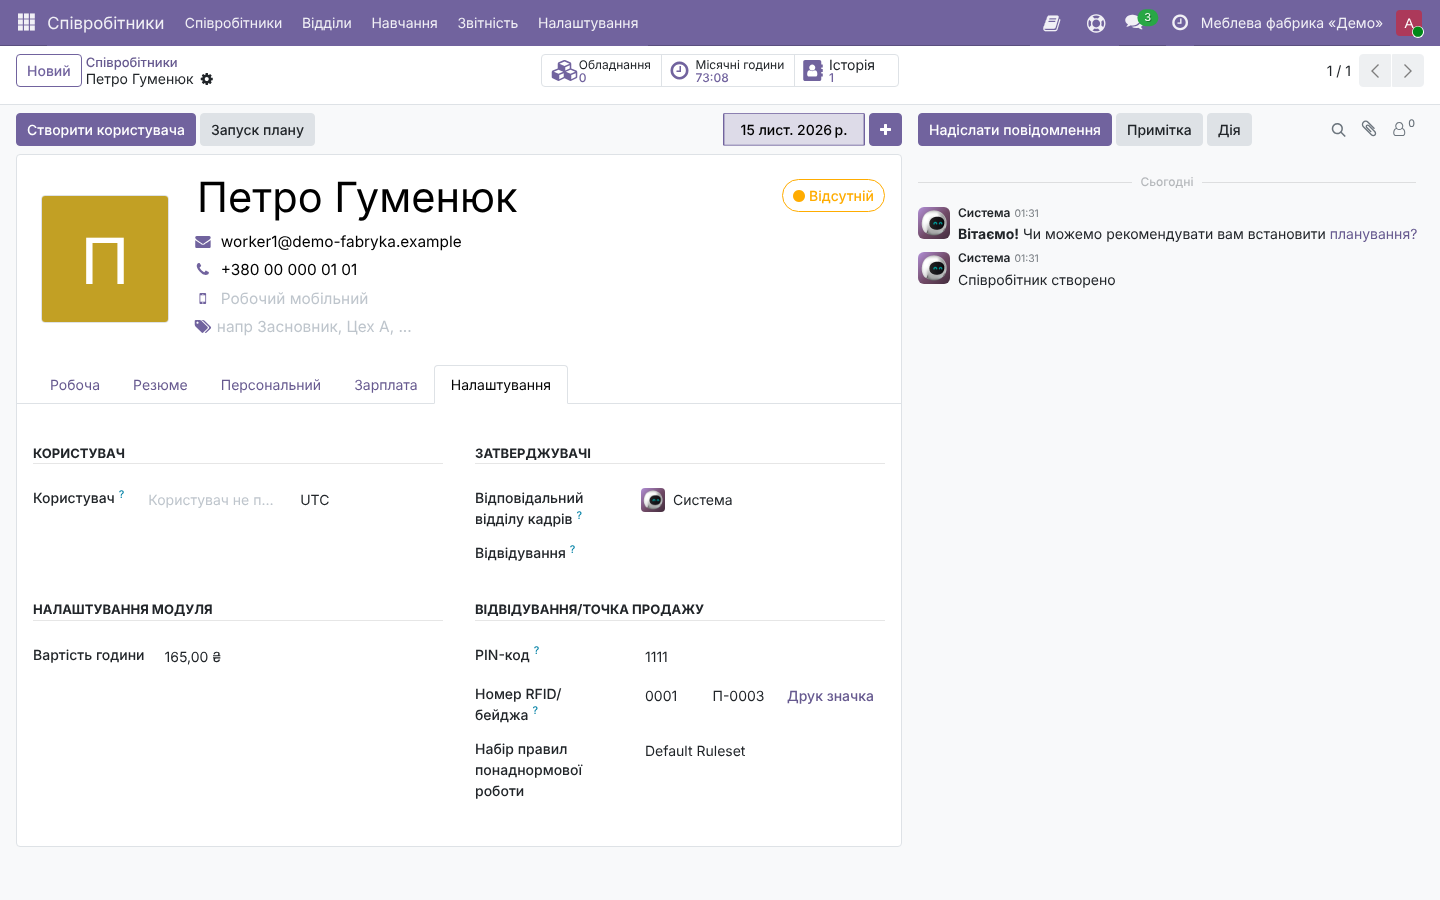 Співробітники Співробітники Відділи Навчання Звітність Налаштування 3 Меблева фабрика «Демо» A
Новий Співробітники
Петро Гуменюк
Обладнання
0
Місячні години
73:08
Історія
1
1 / 1
Створити користувача Запуск плану 15 лист. 2026 р. +
Надіслати повідомлення Примітка Дія 0
П
Петро Гуменюк
Відсутній
worker1@demo-fabryka.example
+380 00 000 01 01
Робочий мобільний
напр Засновник, Цех А, ...
Робоча Резюме Персональний Зарплата Налаштування
КОРИСТУВАЧ
Користувач ? Користувач не п... UTC
ЗАТВЕРДЖУВАЧІ
Відповідальний
відділу кадрів ? Система
Відвідування ?
НАЛАШТУВАННЯ МОДУЛЯ
Вартість години 165,00 ₴
ВІДВІДУВАННЯ/ТОЧКА ПРОДАЖУ
PIN-код ? 1111
Номер RFID/
бейджа ? 0001 П-0003 Друк значка
Набір правил
понаднормової
роботи Default Ruleset
Сьогодні
Система 01:31
Вітаємо! Чи можемо рекомендувати вам встановити планування?
Система 01:31
Співробітник створено